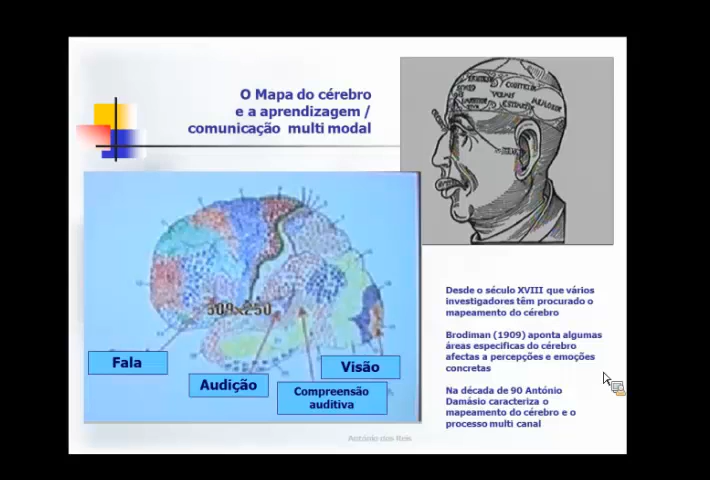 O Mapa do cérebro
e a aprendizagem /
comunicação multi modal
MEMORIE
509x250
Fala
Audição
Visão
Compreensão
auditiva
Desde o século XVIII que vários
investigadores têm procurado o
mapeamento do cérebro
Brodiman (1909) aponta algumas
áreas especificas do cérebro
afectas a percepções e emoções
concretas
Na década de 90 António
Damásio caracteriza o
mapeamento do cérebro e o
processo multi canal
António dos Reis